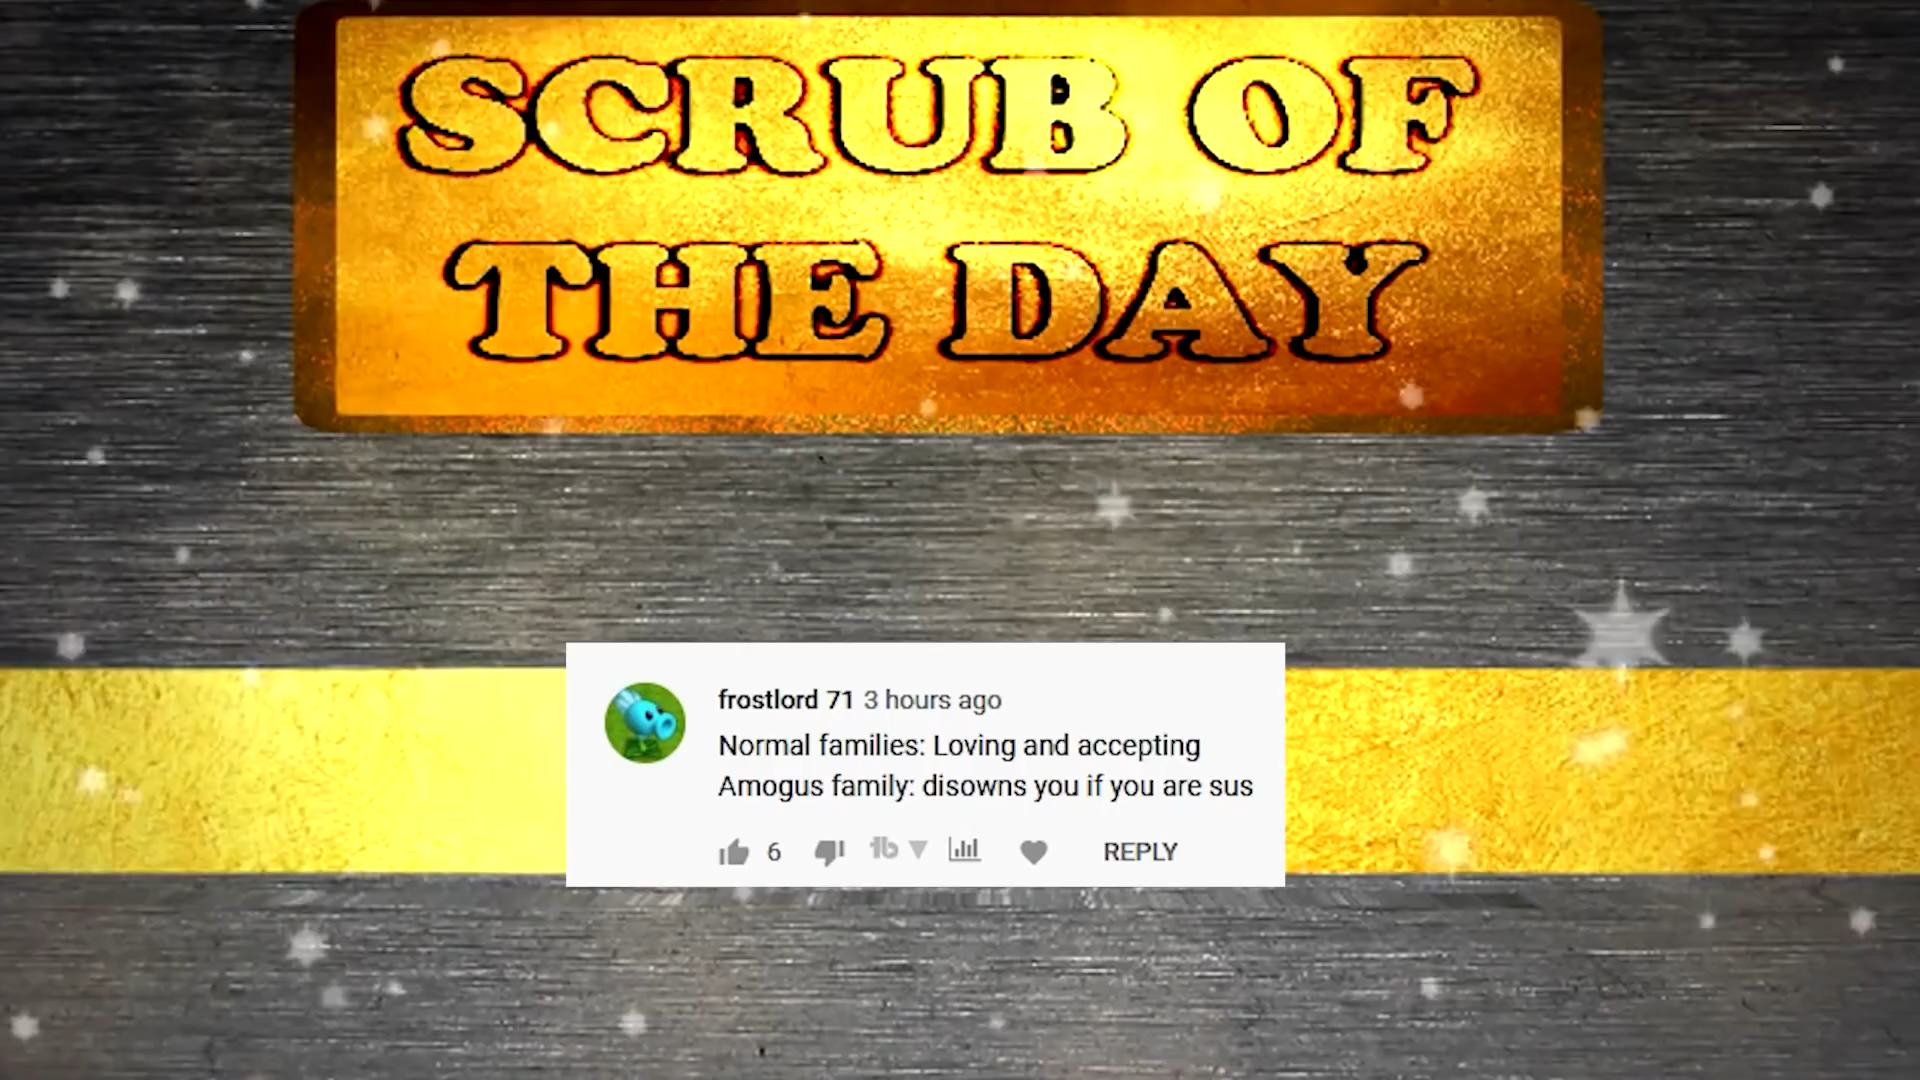 SCRUB OF
THE DAY
frostlord 71 3 hours ago
Normal families: Loving and accepting
Amogus family: disowns you if you are sus
6 tb REPLY